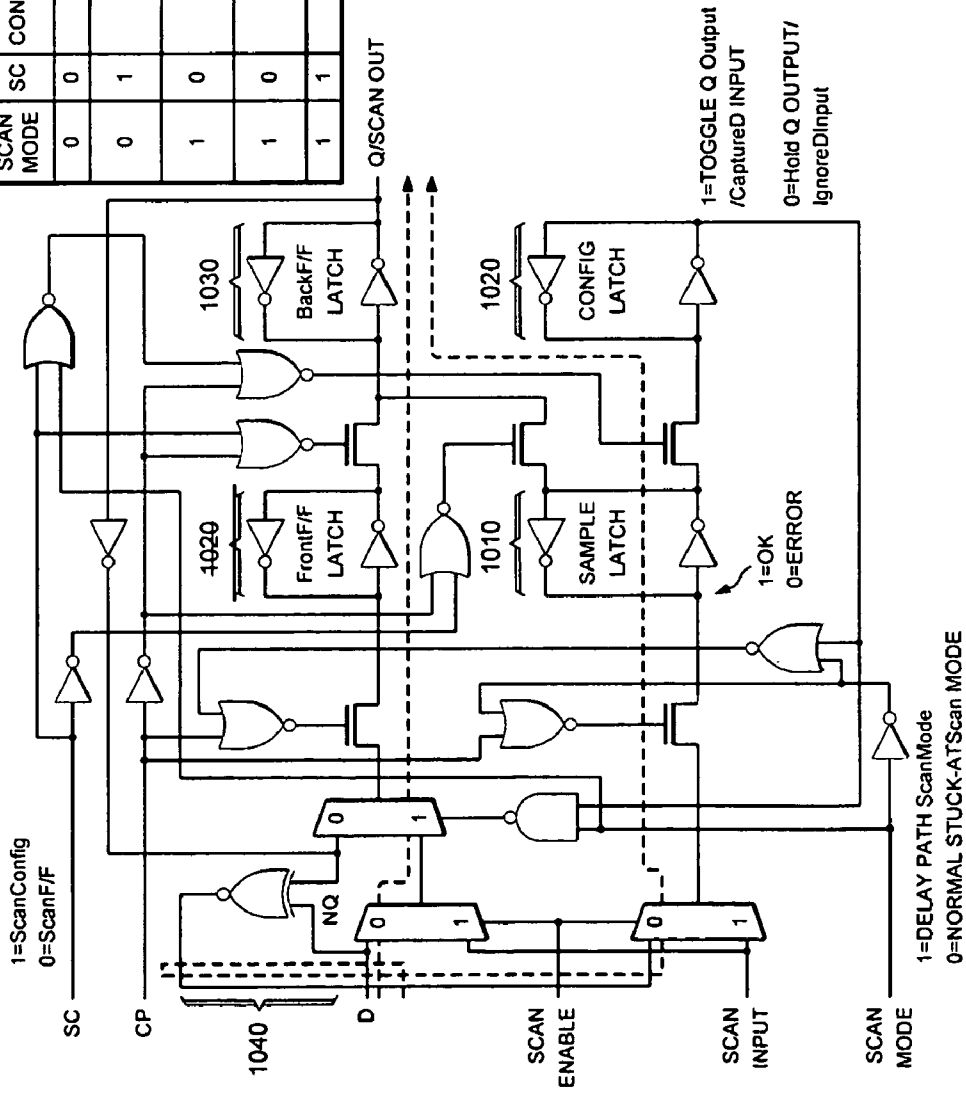 SCAN MODE SC CON
0 0
0 1
1 0
1 0
1 1
1=ScanConfig
0=ScanF/F
SC
CP
1040
D
NQ
0
1
0
1
0
1
SCAN
ENABLE
SCAN
INPUT
SCAN
MODE
1020
FrontF/F
LATCH
1030
BackF/F
LATCH
1010
SAMPLE
LATCH
1020
CONFIG
LATCH
1=OK
0=ERROR
Q/SCAN OUT
1=TOGGLE Q Output
/CaptureD INPUT
0=Hold Q OUTPUT/
IgnoreDInput
1=DELAY PATH ScanMode
0=NORMAL STUCK-ATScan MODE